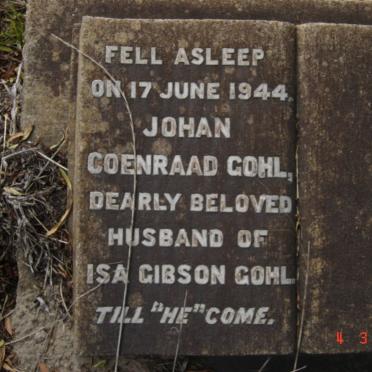 FELL ASLEEP
ON 17 JUNE 1944
JOHAN
COENRAAD GOHL,
DEARLY BELOVED
HUSBAND OF
ISA GIBSON GOHL
TILL "HE" COME.
4 3